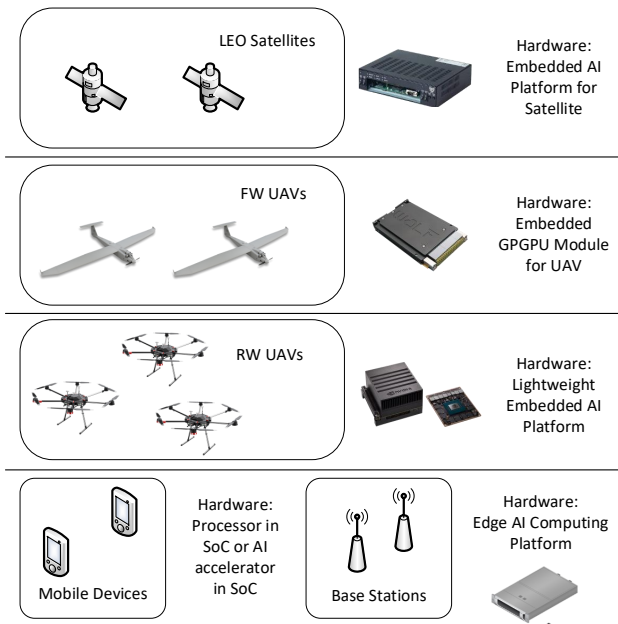 LEO Satellites
Hardware:
Embedded AI
Platform for
Satellite
FW UAVs
WOLF
Hardware:
Embedded
GPGPU Module
for UAV
RW UAVs
Hardware:
Lightweight
Embedded AI
Platform
Mobile Devices
Hardware:
Processor in
SoC or AI
accelerator
in SoC
Base Stations
Hardware:
Edge AI Computing
Platform